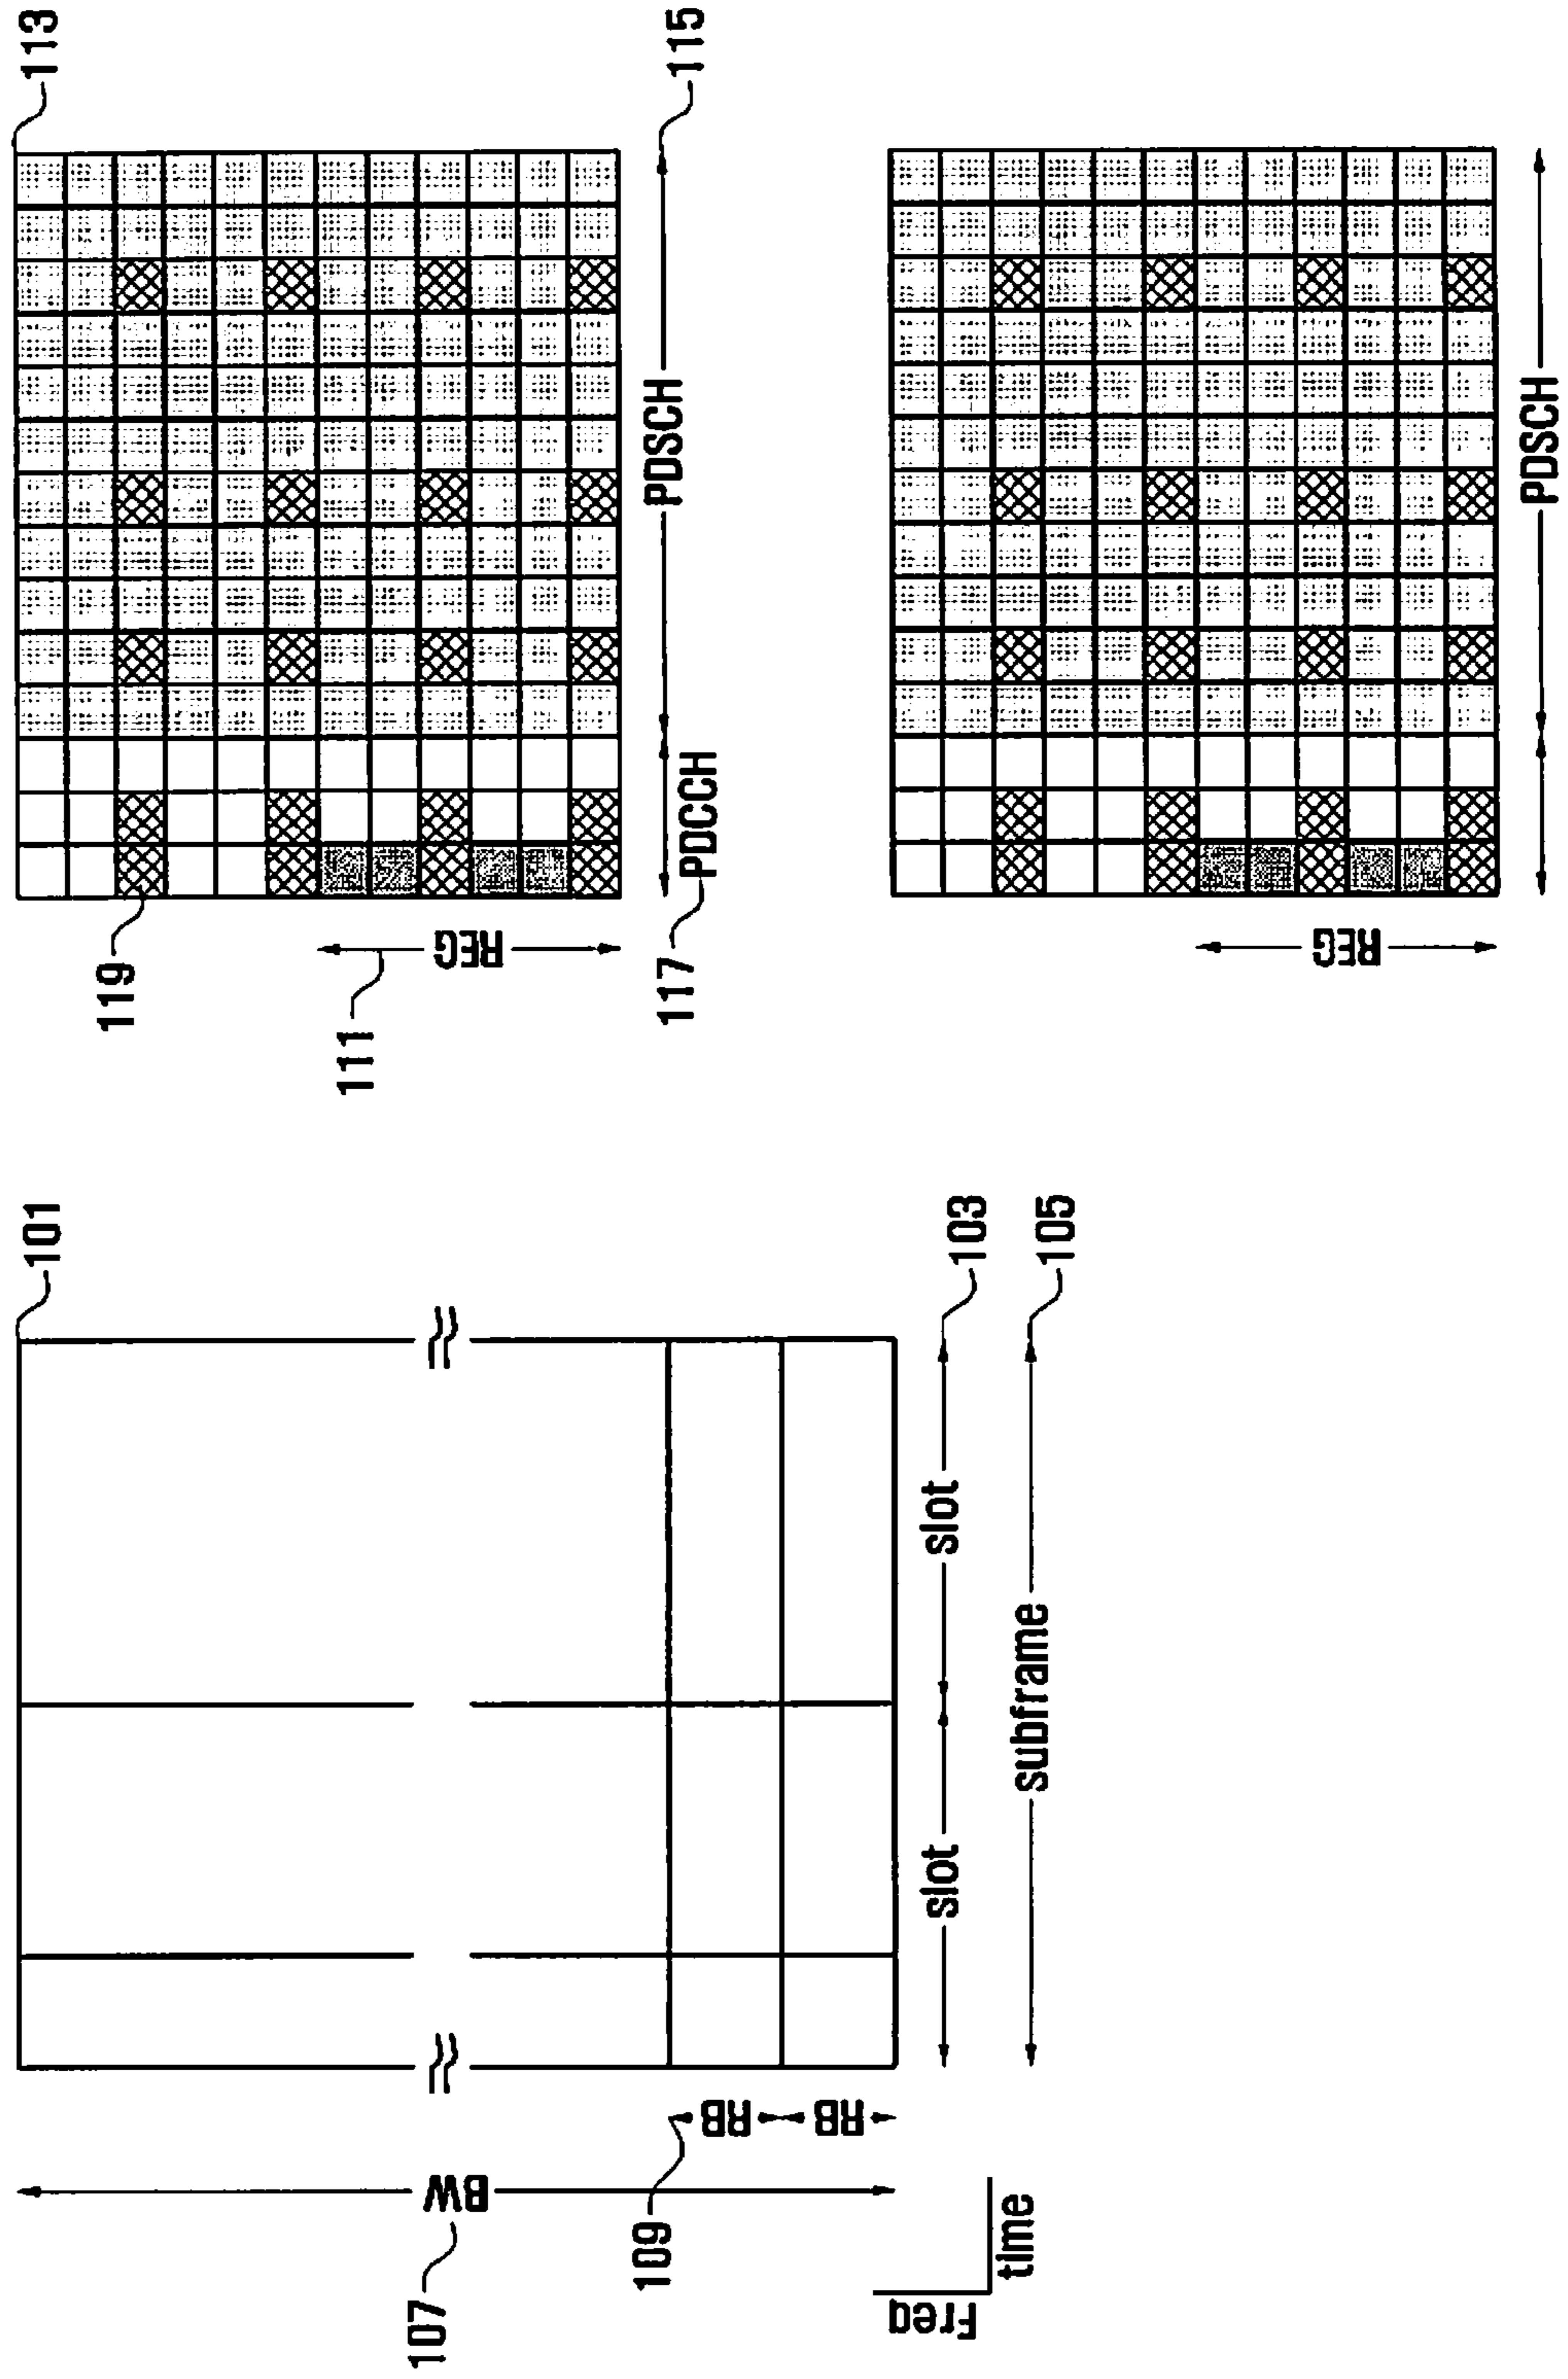 101
107
BW
109
RB
RB
slot
slot
103
subframe
105
Freq
time
113
119
111
REG
117
PDCCH
PDSCH
115
REG
PDSCH